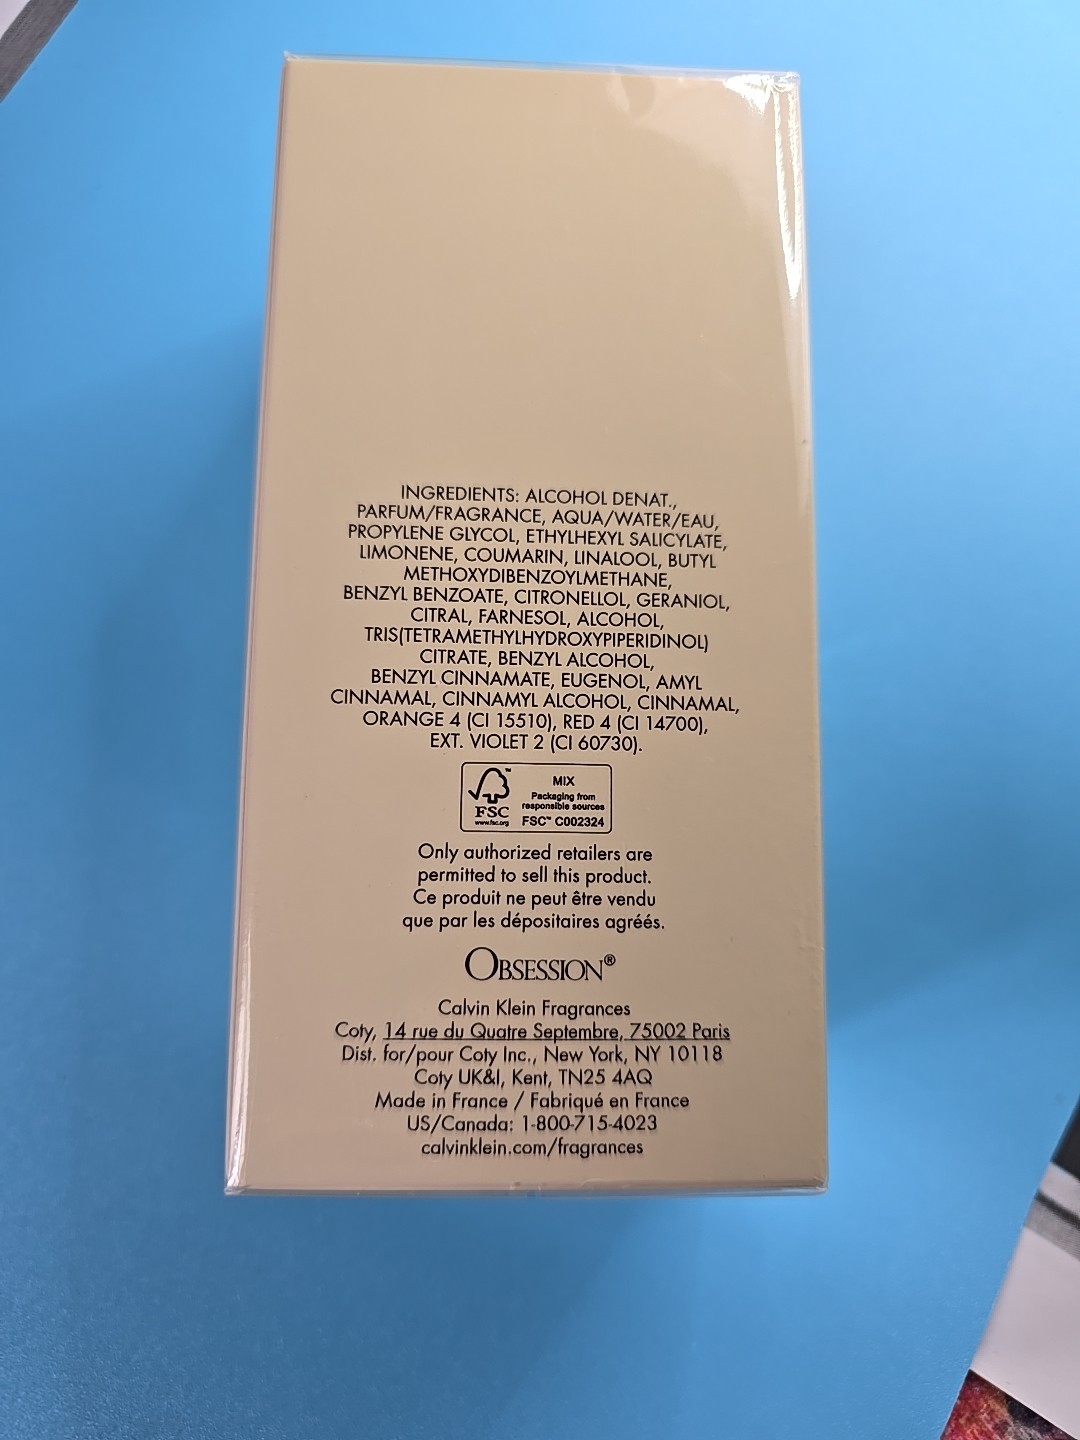 INGREDIENTS: ALCOHOL DENAT.,
PARFUM/FRAGRANCE, AQUA/WATER/EAU,
PROPYLENE GLYCOL, ETHYLHEXYL SALICYLATE,
LIMONENE, COUMARIN, LINALOOL, BUTYL
METHOXYDIBENZOYLMETHANE,
BENZYL BENZOATE, CITRONELLOL, GERANIOL,
CITRAL, FARNESOL, ALCOHOL,
TRIS(TETRAMETHYLHYDROXYPIPERIDINOL)
CITRATE, BENZYL ALCOHOL,
BENZYL CINNAMATE, EUGENOL, AMYL
CINNAMAL, CINNAMYL ALCOHOL, CINNAMAL,
ORANGE 4 (CI 15510), RED 4 (CI 14700),
EXT. VIOLET 2 (CI 60730).
™
FSC
www.fsc.org
MIX
Packaging from
responsible sources
FSC™ C002324
Only authorized retailers are
permitted to sell this product.
Ce produit ne peut être vendu
que par les dépositaires agréés.
OBSESSION®
Calvin Klein Fragrances
Coty, 14 rue du Quatre Septembre, 75002 Paris
Dist. for/pour Coty Inc., New York, NY 10118
Coty UK&I, Kent, TN25 4AQ
Made in France / Fabriqué en France
US/Canada: 1-800-715-4023
calvinklein.com/fragrances